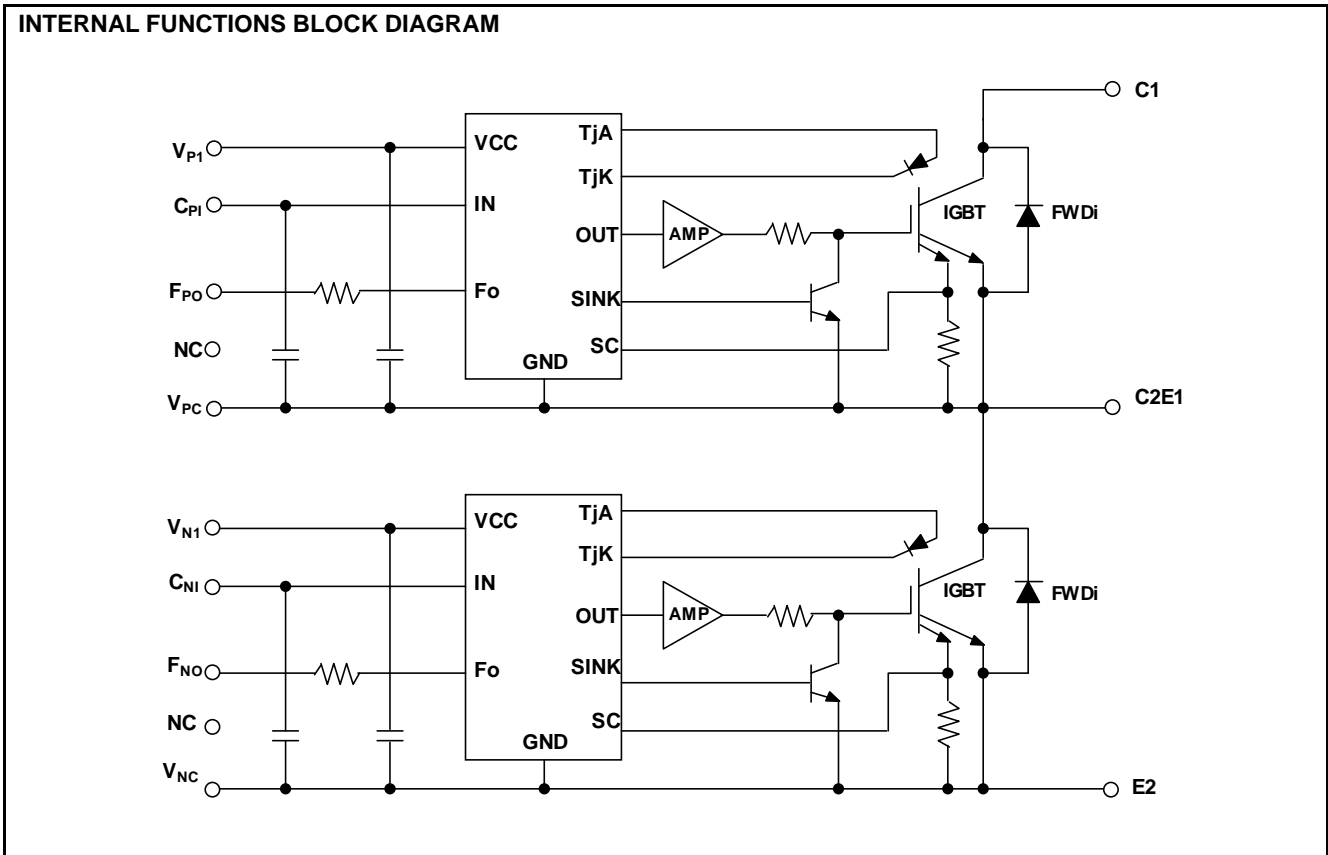 INTERNAL FUNCTIONS BLOCK DIAGRAM
C1
VP1
VCC
TjA
TjK
CPI
IN
IGBT
FWDi
OUT
AMP
FPO
Fo
SINK
NC
SC
GND
VPC
C2E1
VN1
VCC
TjA
TjK
CNI
IN
IGBT
FWDi
OUT
AMP
FNO
Fo
SINK
NC
SC
GND
VNC
E2